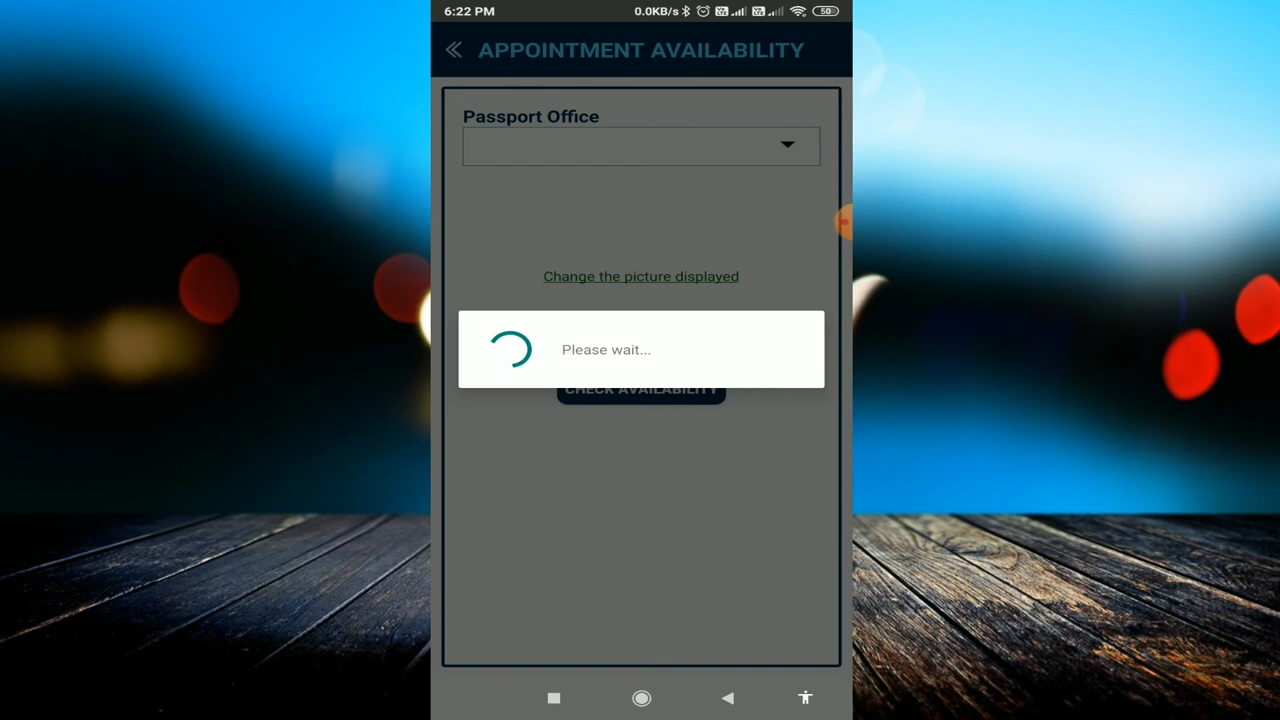 6:22 PM
0.0KB/s
50
APPOINTMENT AVAILABILITY
Passport Office
Change the picture displayed
Please wait...
CHECK AVAILABILITY